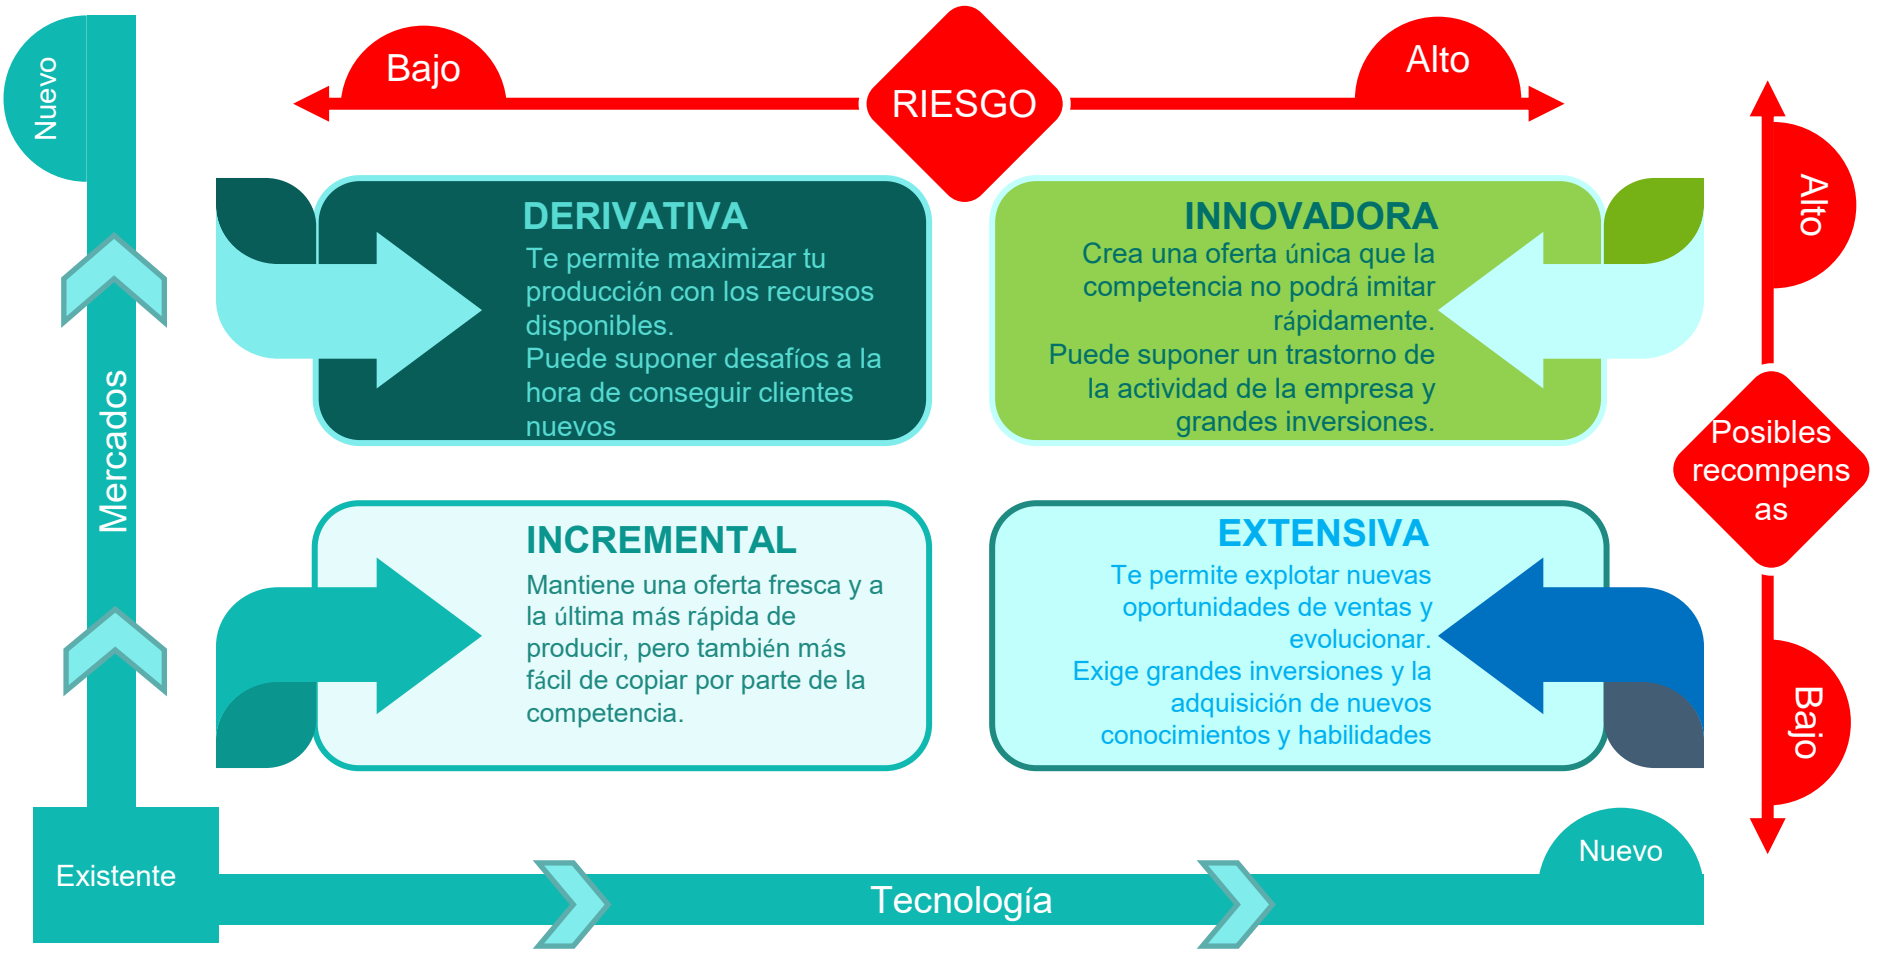 Nuevo
Bajo
RIESGO
Alto
DERIVATIVA
Te permite maximizar tu
producción con los recursos
disponibles.
Puede suponer desafíos a la
hora de conseguir clientes
nuevos
INNOVADORA
Crea una oferta única que la
competencia no podrá imitar
rápidamente.
Puede suponer un trastorno de
la actividad de la empresa y
grandes inversiones.
Alto
Mercados
Posibles
recompens
as
INCREMENTAL
Mantiene una oferta fresca y a
la última más rápida de
producir, pero también más
fácil de copiar por parte de la
competencia.
EXTENSIVA
Te permite explotar nuevas
oportunidades de ventas y
evolucionar.
Exige grandes inversiones y la
adquisición de nuevos
conocimientos y habilidades
Bajo
Existente
Tecnología
Nuevo